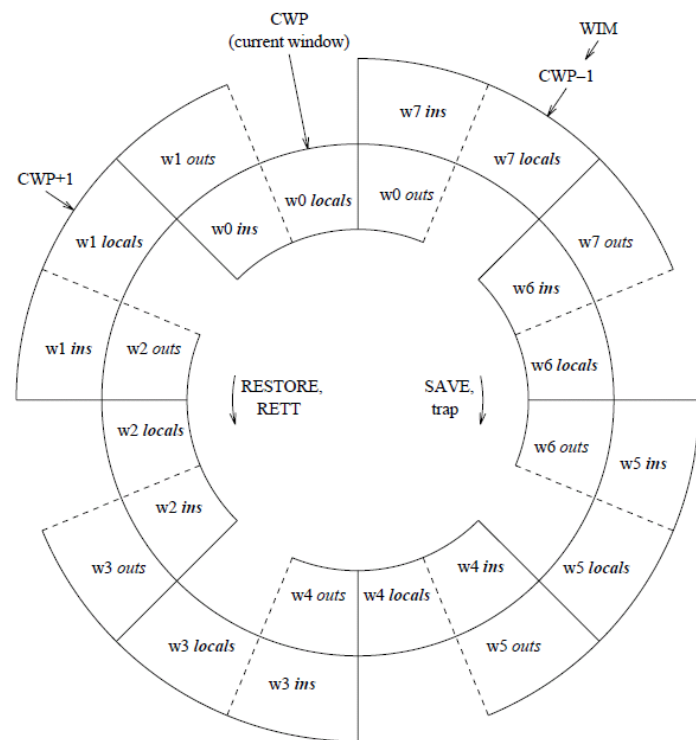 CWP
(current window)
WIM
CWP–1
w7 ins
w1 outs
w7 locals
CWP+1
w0 locals
w0 outs
w0 ins
w1 locals
w7 outs
w6 ins
w1 ins
w2 outs
w6 locals
RESTORE,
RETT
SAVE,
trap
w2 locals
w6 outs
w5 ins
w2 ins
w3 outs
w4 ins
w5 locals
w4 outs
w4 locals
w3 locals
w5 outs
w3 ins